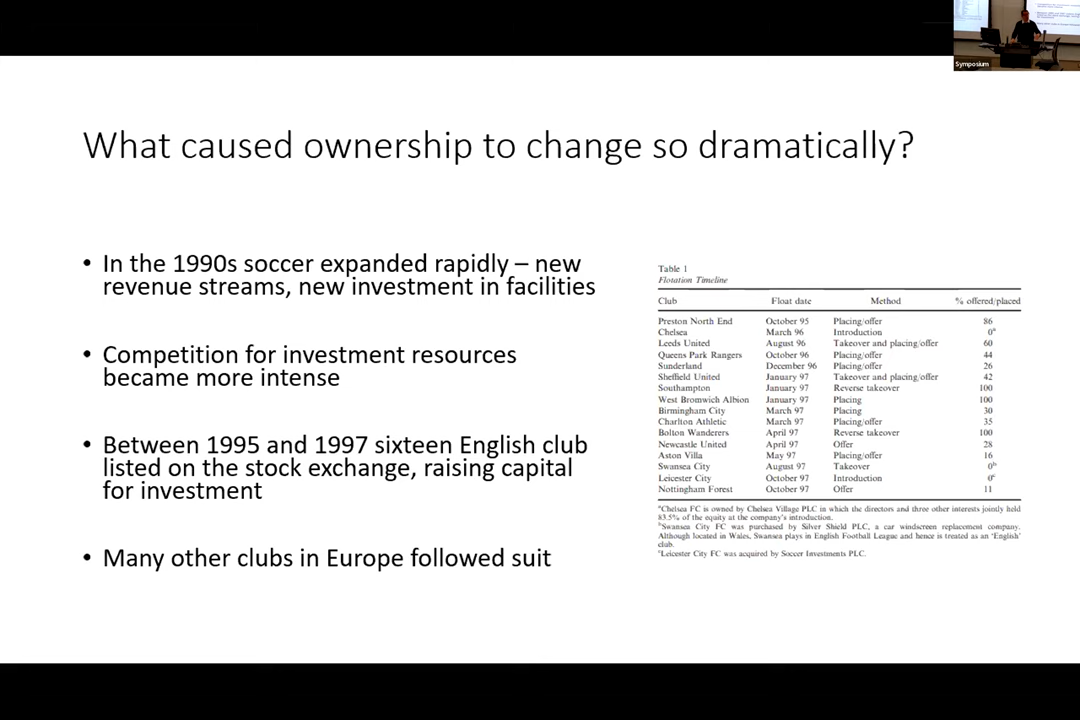 Symposium
What caused ownership to change so dramatically?
• In the 1990s soccer expanded rapidly – new
revenue streams, new investment in facilities
• Competition for investment resources
became more intense
• Between 1995 and 1997 sixteen English club
listed on the stock exchange, raising capital
for investment
• Many other clubs in Europe followed suit
Table 1
Flotation Timeline
Club Float date Method % offered/placed
Preston North End October 95 Placing/offer 86
Chelsea March 96 Introduction 0a
Leeds United August 96 Takeover and placing/offer 60
Queens Park Rangers October 96 Placing/offer 44
Sunderland December 96 Placing/offer 26
Sheffield United January 97 Takeover and placing/offer 42
Southampton January 97 Reverse takeover 100
West Bromwich Albion January 97 Placing 100
Birmingham City March 97 Placing 30
Charlton Athletic March 97 Placing/offer 35
Bolton Wanderers April 97 Reverse takeover 100
Newcastle United April 97 Offer 28
Aston Villa May 97 Placing/offer 16
Swansea City August 97 Takeover 0b
Leicester City October 97 Introduction 0c
Nottingham Forest October 97 Offer 11
aChelsea FC is owned by Chelsea Village PLC in which the directors and three other interests jointly held
83.5% of the equity at the company's introduction.
bSwansea City FC was purchased by Silver Shield PLC, a car windscreen replacement company.
Although located in Wales, Swansea plays in English Football League and hence is treated as an 'English'
club.
cLeicester City FC was acquired by Soccer Investments PLC.